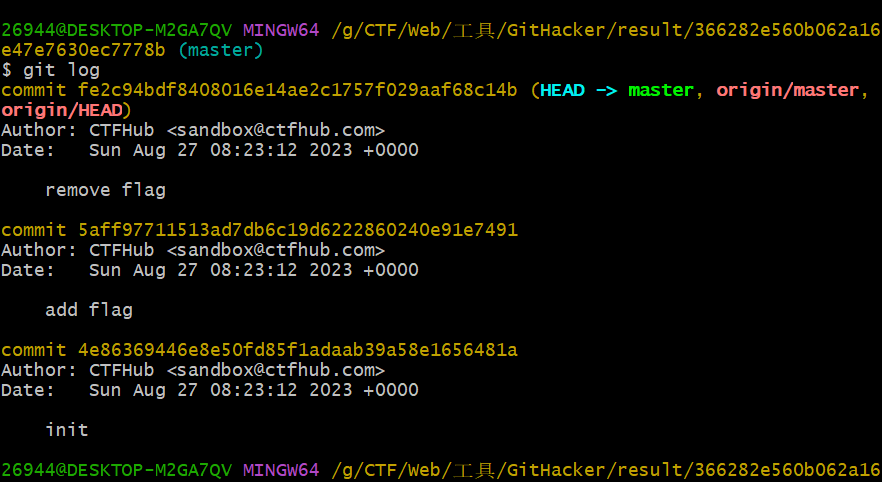 26944@DESKTOP-M2GA7QV MINGW64 /g/CTF/Web/工具/GitHacker/result/366282e560b062a16
e47e7630ec7778b (master)
$ git log
commit fe2c94bdf8408016e14ae2c1757f029aaf68c14b (HEAD -> master, origin/master,
origin/HEAD)
Author: CTFHub <sandbox@ctfhub.com>
Date:   Sun Aug 27 08:23:12 2023 +0000
    remove flag
commit 5aff97711513ad7db6c19d6222860240e91e7491
Author: CTFHub <sandbox@ctfhub.com>
Date:   Sun Aug 27 08:23:12 2023 +0000
    add flag
commit 4e86369446e8e50fd85f1adaab39a58e1656481a
Author: CTFHub <sandbox@ctfhub.com>
Date:   Sun Aug 27 08:23:12 2023 +0000
    init
26944@DESKTOP-M2GA7QV MINGW64 /g/CTF/Web/工具/GitHacker/result/366282e560b062a16